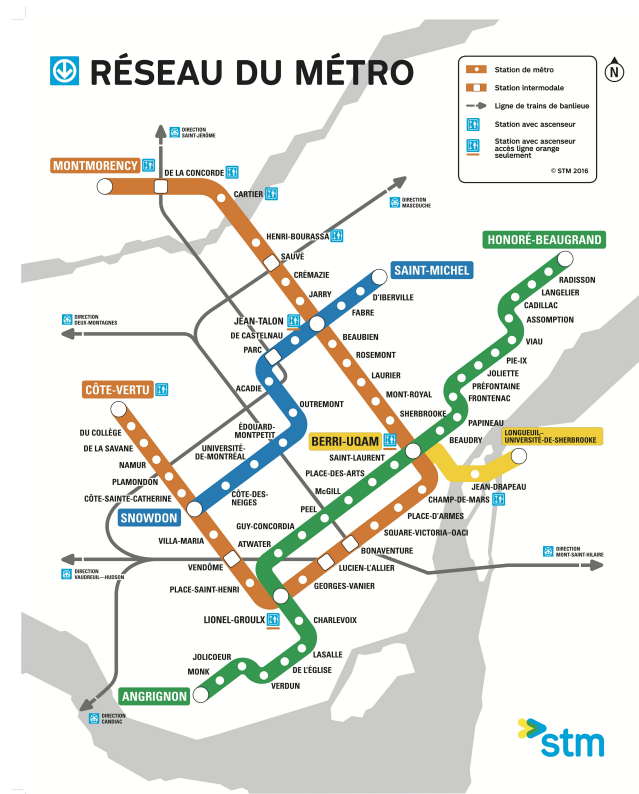 RÉSEAU DU MÉTRO
Station de métro
Station intermodale
Ligne de trains de banlieue
Station avec ascenseur
Station avec ascenseur
accès ligne orange
seulement
© STM 2016
N
DIRECTION
SAINT-JÉRÔME
MONTMORENCY
DE LA CONCORDE
CARTIER
DIRECTION
MASCOUCHE
HENRI-BOURASSA
HONORÉ-BEAUGRAND
SAUVÉ
SAINT-MICHEL
CRÉMAZIE
RADISSON
JARRY
D'IBERVILLE
LANGELIER
CADILLAC
FABRE
DIRECTION
DEUX-MONTAGNES
JEAN-TALON
ASSOMPTION
DE CASTELNAU
BEAUBIEN
VIAU
PARC
ROSEMONT
PIE-IX
LAURIER
JOLIETTE
ACADIE
PRÉFONTAINE
CÔTE-VERTU
MONT-ROYAL
FRONTENAC
OUTREMONT
SHERBROOKE
PAPINEAU
DU COLLÈGE
ÉDOUARD-
MONTPETIT
BERRI-UQAM
BEAUDRY
LONGUEUIL–
UNIVERSITÉ-DE-SHERBROOKE
DE LA SAVANE
UNIVERSITÉ-
DE-MONTRÉAL
SAINT-LAURENT
NAMUR
PLACE-DES-ARTS
PLAMONDON
JEAN-DRAPEAU
CÔTE-SAINTE-CATHERINE
CÔTE-DES-
NEIGES
McGILL
CHAMP-DE-MARS
SNOWDON
PEEL
PLACE-D'ARMES
GUY-CONCORDIA
SQUARE-VICTORIA–OACI
VILLA-MARIA
ATWATER
BONAVENTURE
DIRECTION
MONT-SAINT-HILAIRE
VENDÔME
LUCIEN-L'ALLIER
DIRECTION
VAUDREUIL—HUDSON
PLACE-SAINT-HENRI
GEORGES-VANIER
LIONEL-GROULX
CHARLEVOIX
JOLICOEUR
LASALLE
MONK
DE L'ÉGLISE
VERDUN
ANGRIGNON
DIRECTION
CANDIAC
stm